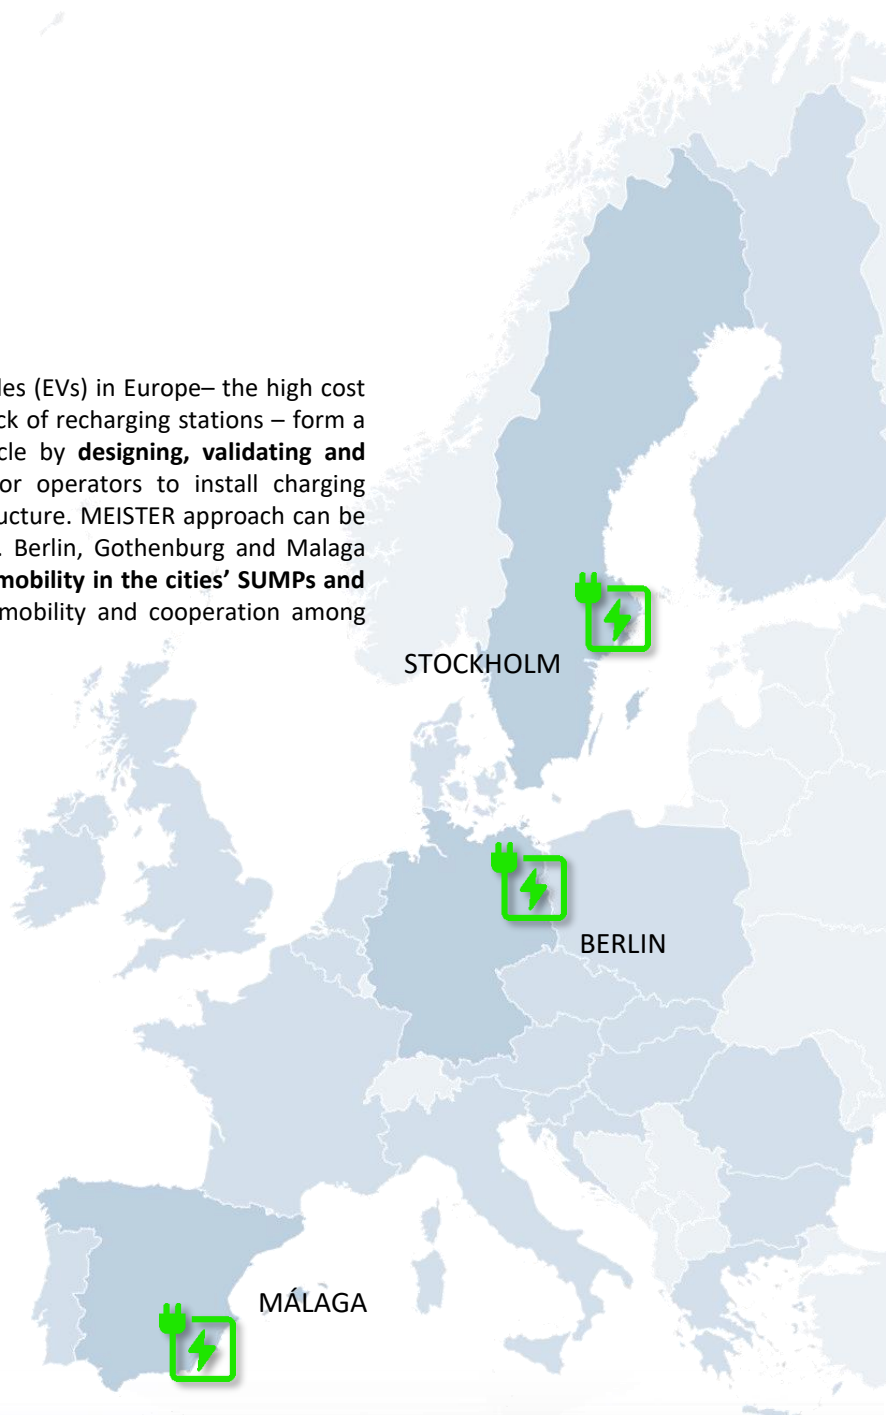 les (EVs) in Europe– the high cost
ck of recharging stations – form a
cle by designing, validating and
or operators to install charging
ucture. MEISTER approach can be
. Berlin, Gothenburg and Malaga
mobility in the cities’ SUMPs and
mobility and cooperation among
STOCKHOLM
BERLIN
MÁLAGA